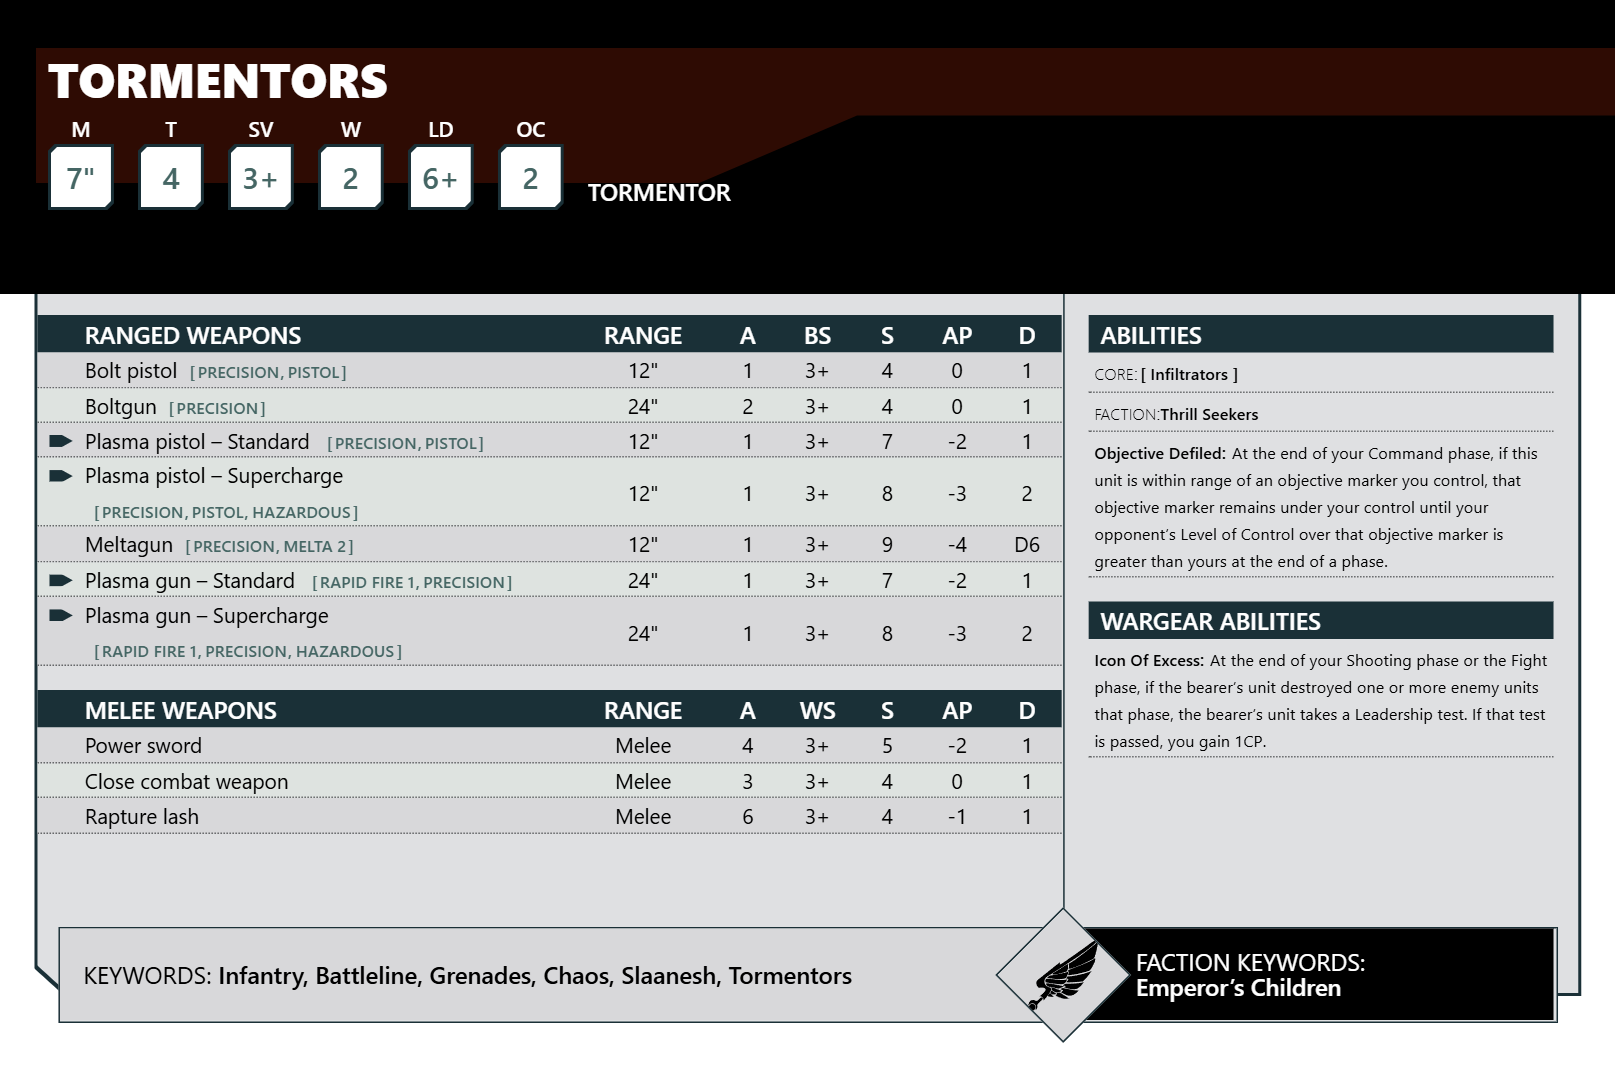 TORMENTORS
M T SV W LD OC
7" 4 3+ 2 6+ 2 TORMENTOR
RANGED WEAPONS RANGE A BS S AP D
Bolt pistol [PRECISION, PISTOL] 12" 1 3+ 4 0 1
Boltgun [PRECISION] 24" 2 3+ 4 0 1
Plasma pistol – Standard [PRECISION, PISTOL] 12" 1 3+ 7 -2 1
Plasma pistol – Supercharge
[PRECISION, PISTOL, HAZARDOUS] 12" 1 3+ 8 -3 2
Meltagun [PRECISION, MELTA 2] 12" 1 3+ 9 -4 D6
Plasma gun – Standard [RAPID FIRE 1, PRECISION] 24" 1 3+ 7 -2 1
Plasma gun – Supercharge
[RAPID FIRE 1, PRECISION, HAZARDOUS] 24" 1 3+ 8 -3 2
MELEE WEAPONS RANGE A WS S AP D
Power sword Melee 4 3+ 5 -2 1
Close combat weapon Melee 3 3+ 4 0 1
Rapture lash Melee 6 3+ 4 -1 1
ABILITIES
CORE: [ Infiltrators ]
FACTION:Thrill Seekers
Objective Defiled: At the end of your Command phase, if this
unit is within range of an objective marker you control, that
objective marker remains under your control until your
opponent’s Level of Control over that objective marker is
greater than yours at the end of a phase.
WARGEAR ABILITIES
Icon Of Excess: At the end of your Shooting phase or the Fight
phase, if the bearer’s unit destroyed one or more enemy units
that phase, the bearer’s unit takes a Leadership test. If that test
is passed, you gain 1CP.
KEYWORDS: Infantry, Battleline, Grenades, Chaos, Slaanesh, Tormentors
FACTION KEYWORDS:
Emperor’s Children